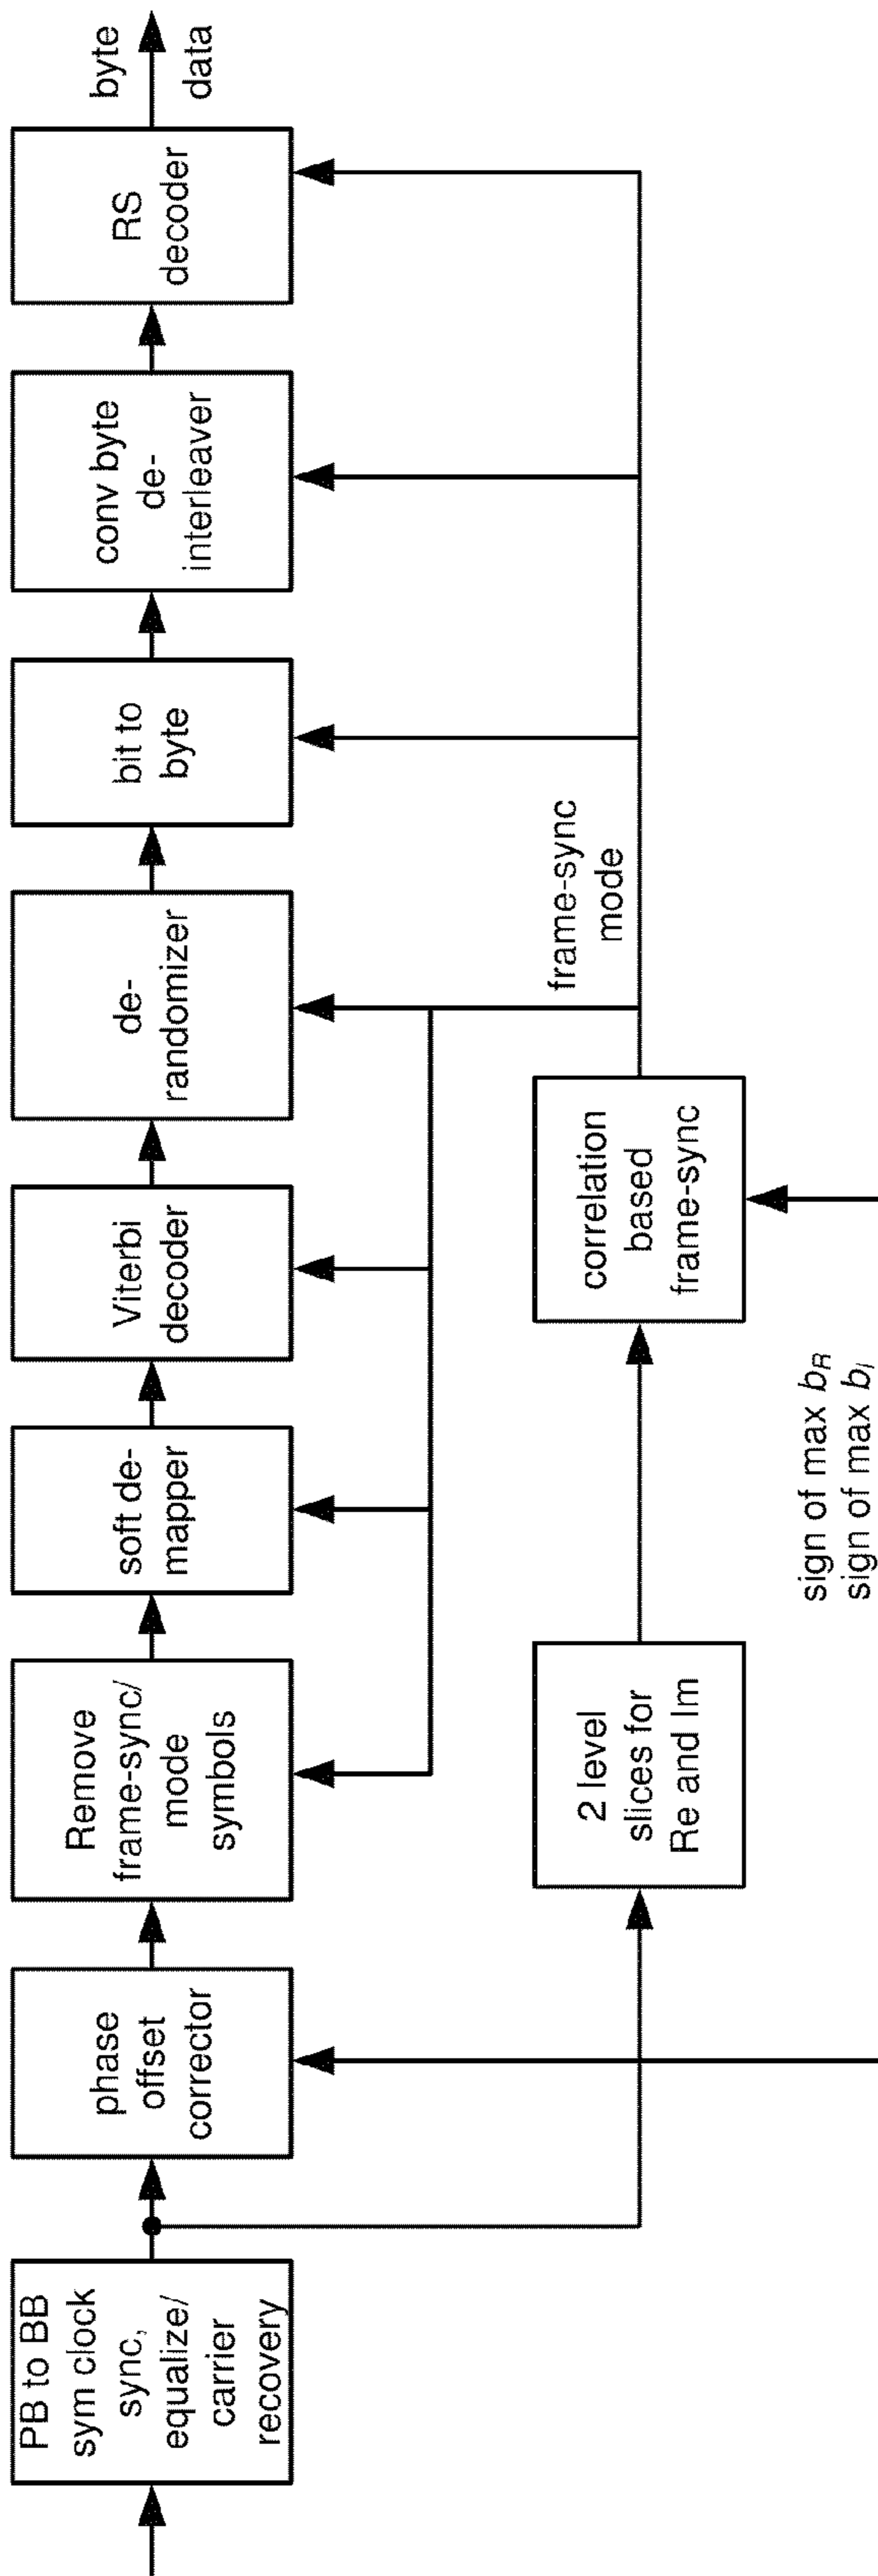 PB to BB
sym clock
sync,
equalize/
carrier
recovery
phase
offset
corrector
Remove
frame-sync/
mode
symbols
soft de-
mapper
Viterbi
decoder
de-
randomizer
bit to
byte
conv byte
de-
interleaver
RS
decoder
byte
data
2 level
slices for
Re and Im
correlation
based
frame-sync
frame-sync
mode
sign of max b_R
sign of max b_I